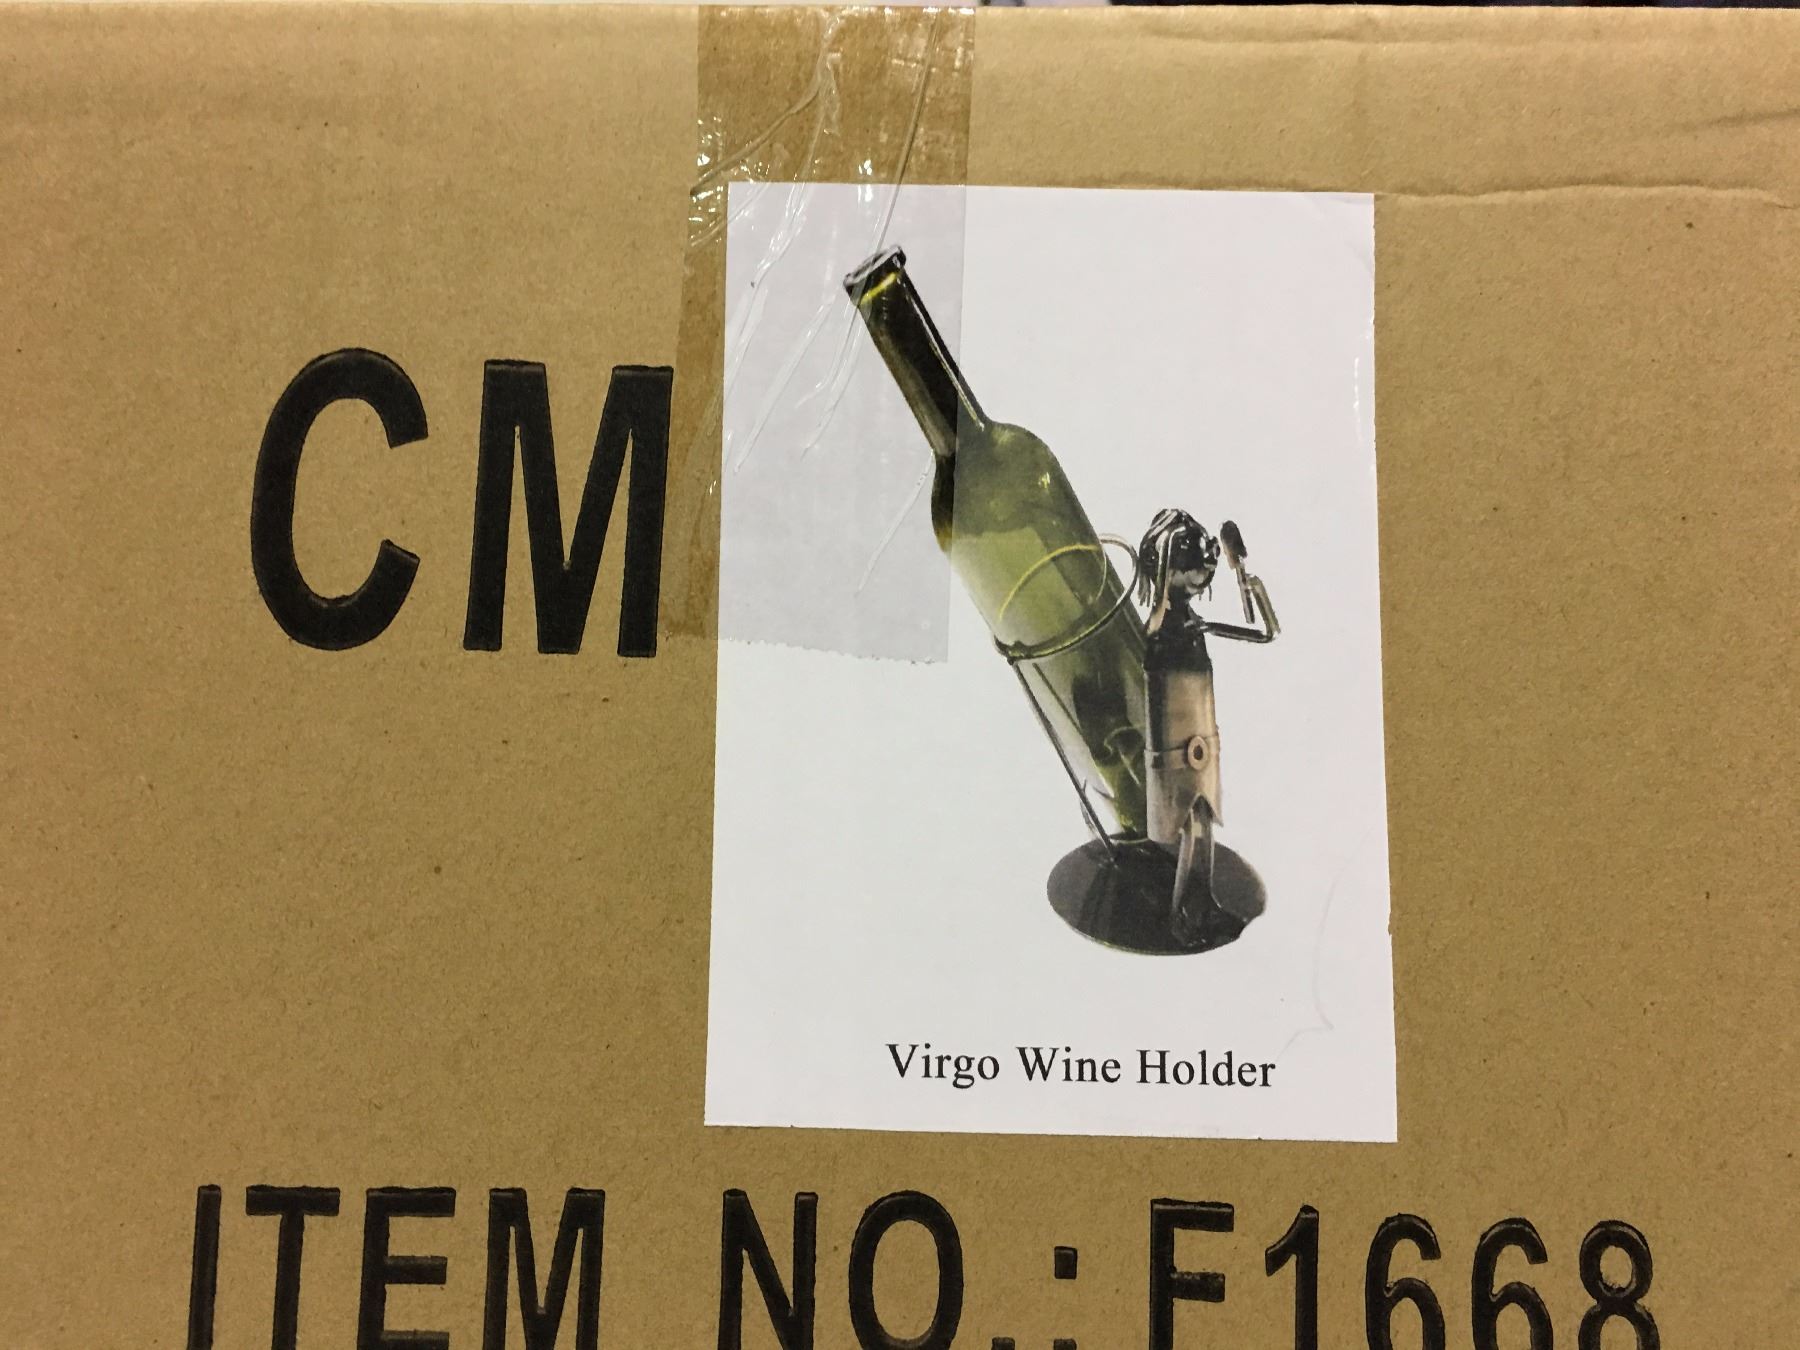 CM
Virgo Wine Holder
ITEM NO.: F1668